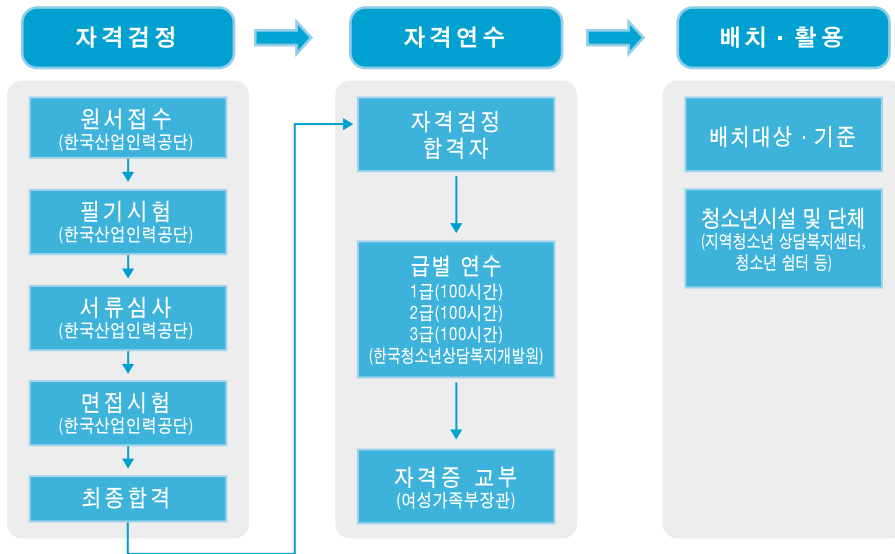 자격검정
원서접수
(한국산업인력공단)
필기시험
(한국산업인력공단)
서류심사
(한국산업인력공단)
면접시험
(한국산업인력공단)
최종합격
자격연수
자격검정
합격자
급별 연수
1급(100시간)
2급(100시간)
3급(100시간)
(한국청소년상담복지개발원)
자격증 교부
(여성가족부장관)
배치 · 활용
배치대상 · 기준
청소년시설 및 단체
(지역청소년 상담복지센터,
청소년 쉼터 등)